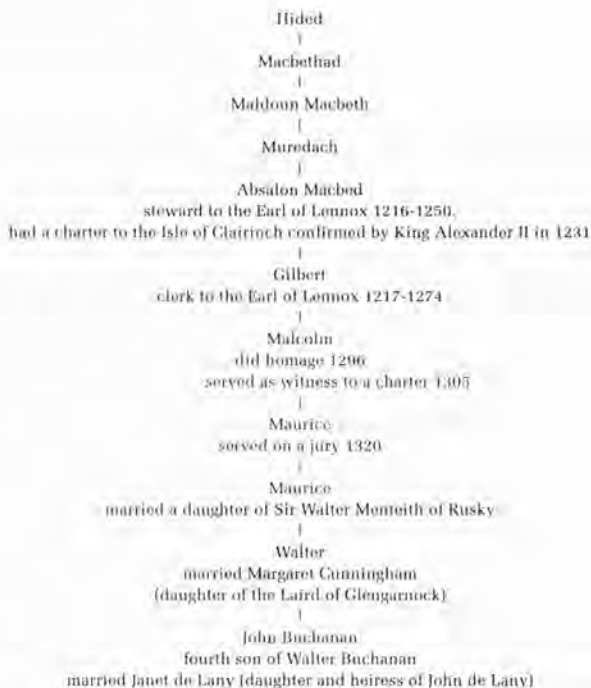 Hided
Macbethad
Maldoun Macbeth
Muredach
Absalon Macbed
steward to the Earl of Lennox 1216-1250,
had a charter to the Isle of Clairinch confirmed by King Alexander II in 1231
Gilbert
clerk to the Earl of Lennox 1217-1274
Malcolm
did homage 1296
served as witness to a charter 1305
Maurice
served on a jury 1320
Maurice
married a daughter of Sir Walter Menteith of Rusky
Walter
married Margaret Cunningham
(daughter of the Laird of Glengarnock)
John Buchanan
fourth son of Walter Buchanan
married Janet de Lany (daughter and heiress of John de Lany)